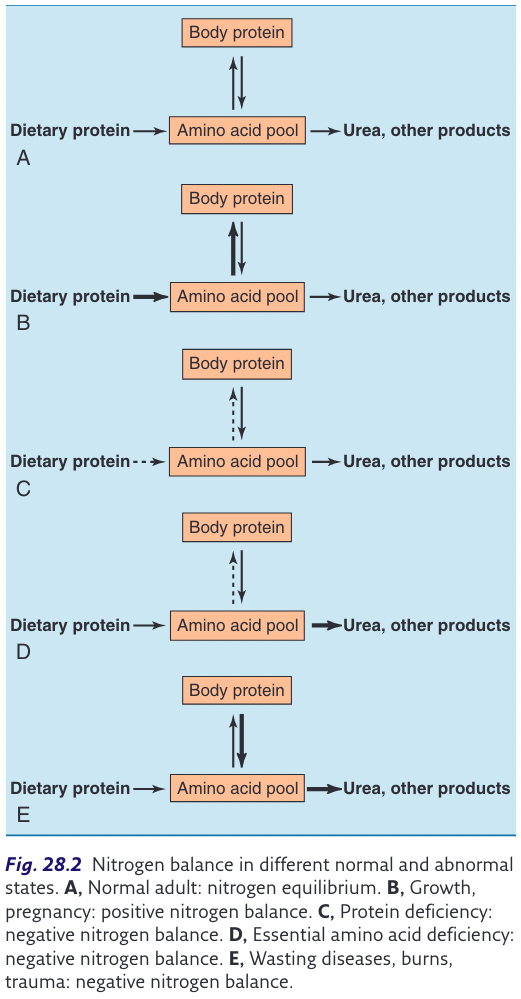 Body protein
Dietary protein Amino acid pool Urea, other products
A
Body protein
Dietary protein Amino acid pool Urea, other products
B
Body protein
Dietary protein Amino acid pool Urea, other products
C
Body protein
Dietary protein Amino acid pool Urea, other products
D
Body protein
Dietary protein Amino acid pool Urea, other products
E
Fig. 28.2 Nitrogen balance in different normal and abnormal
states. A, Normal adult: nitrogen equilibrium. B, Growth,
pregnancy: positive nitrogen balance. C, Protein deficiency:
negative nitrogen balance. D, Essential amino acid deficiency:
negative nitrogen balance. E, Wasting diseases, burns,
trauma: negative nitrogen balance.